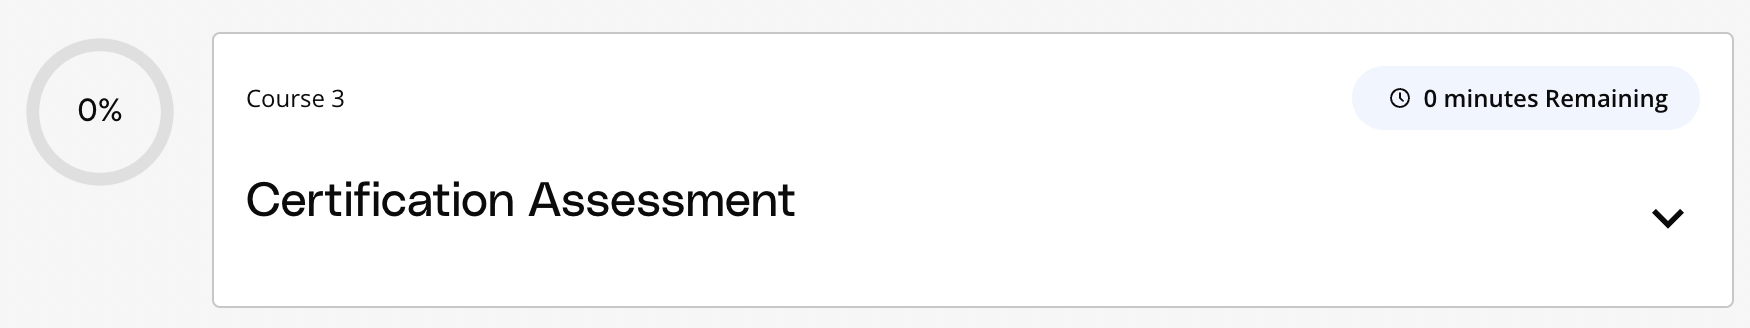 0%
Course 3
0 minutes Remaining
Certification Assessment